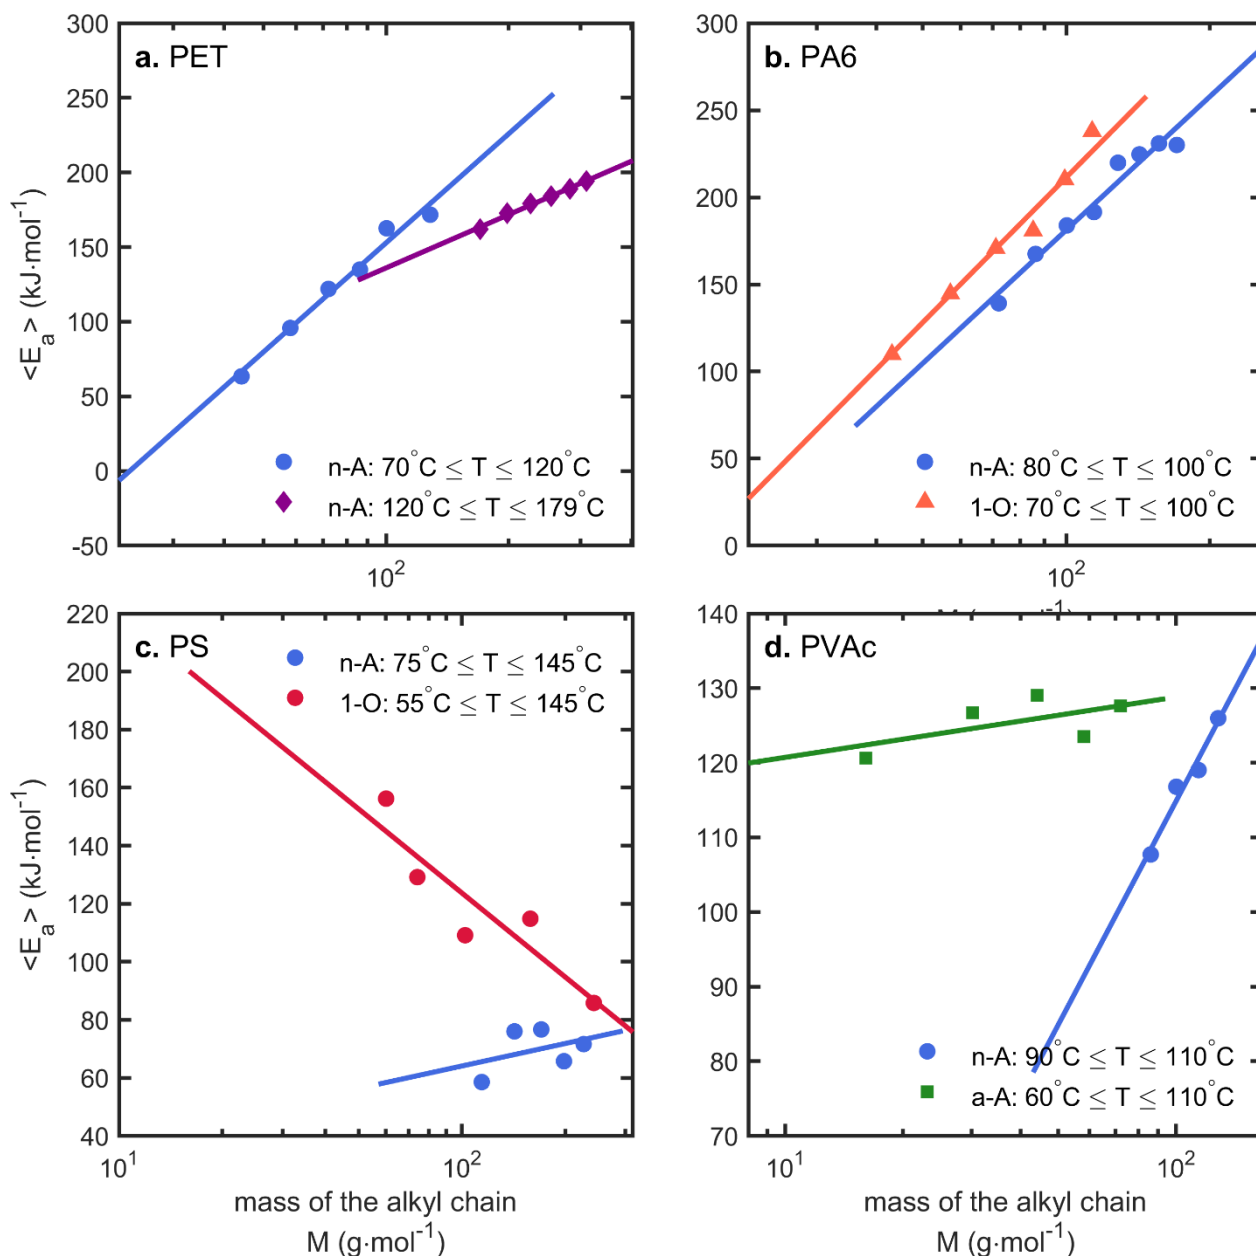 a. PET
300
250
200
150
100
50
0
-50
<E_a> (kJ·mol^-1)
n-A: 70°C ≤ T ≤ 120°C
n-A: 120°C ≤ T ≤ 179°C
10^2
b. PA6
300
250
200
150
100
50
0
n-A: 80°C ≤ T ≤ 100°C
1-O: 70°C ≤ T ≤ 100°C
10^2
c. PS
220
200
180
160
140
120
100
80
60
40
<E_a> (kJ·mol^-1)
n-A: 75°C ≤ T ≤ 145°C
1-O: 55°C ≤ T ≤ 145°C
10^1
10^2
mass of the alkyl chain
M (g·mol^-1)
d. PVAc
140
130
120
110
100
90
80
70
n-A: 90°C ≤ T ≤ 110°C
a-A: 60°C ≤ T ≤ 110°C
10^1
10^2
mass of the alkyl chain
M (g·mol^-1)